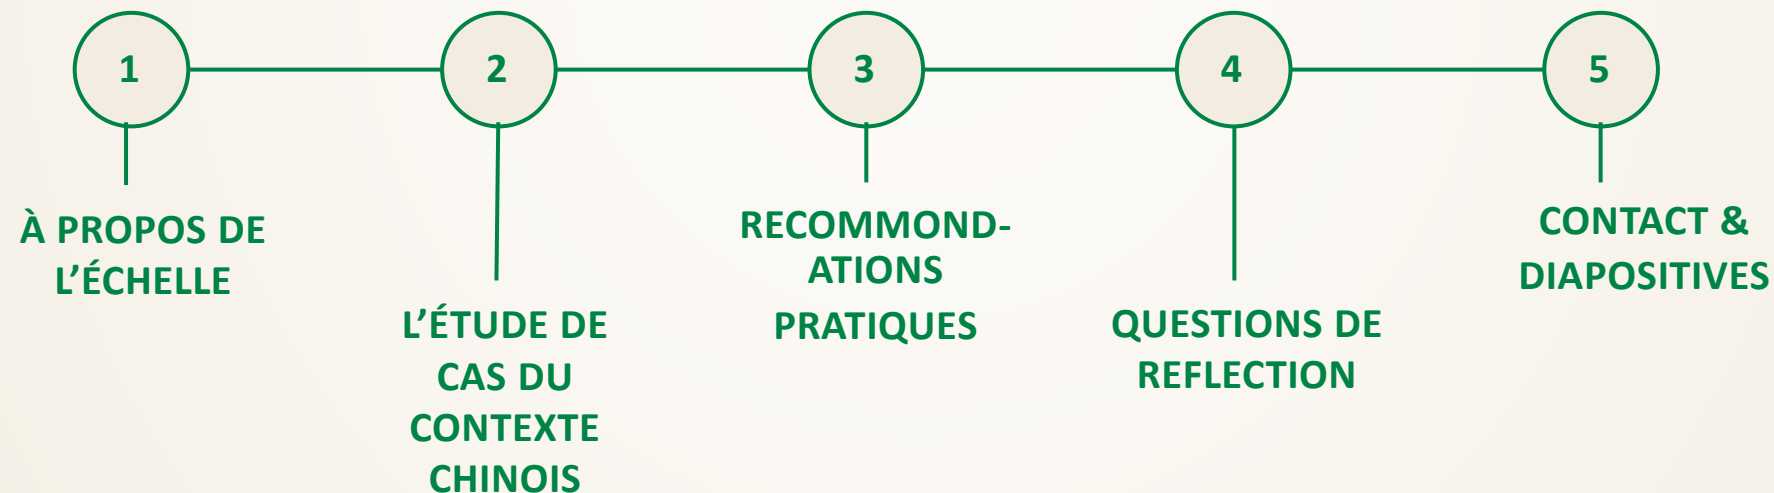 1
2
3
4
5
À PROPOS DE
L’ÉCHELLE
L’ÉTUDE DE
CAS DU
CONTEXTE
CHINOIS
RECOMMOND-
ATIONS
PRATIQUES
QUESTIONS DE
REFLECTION
CONTACT &
DIAPOSITIVES